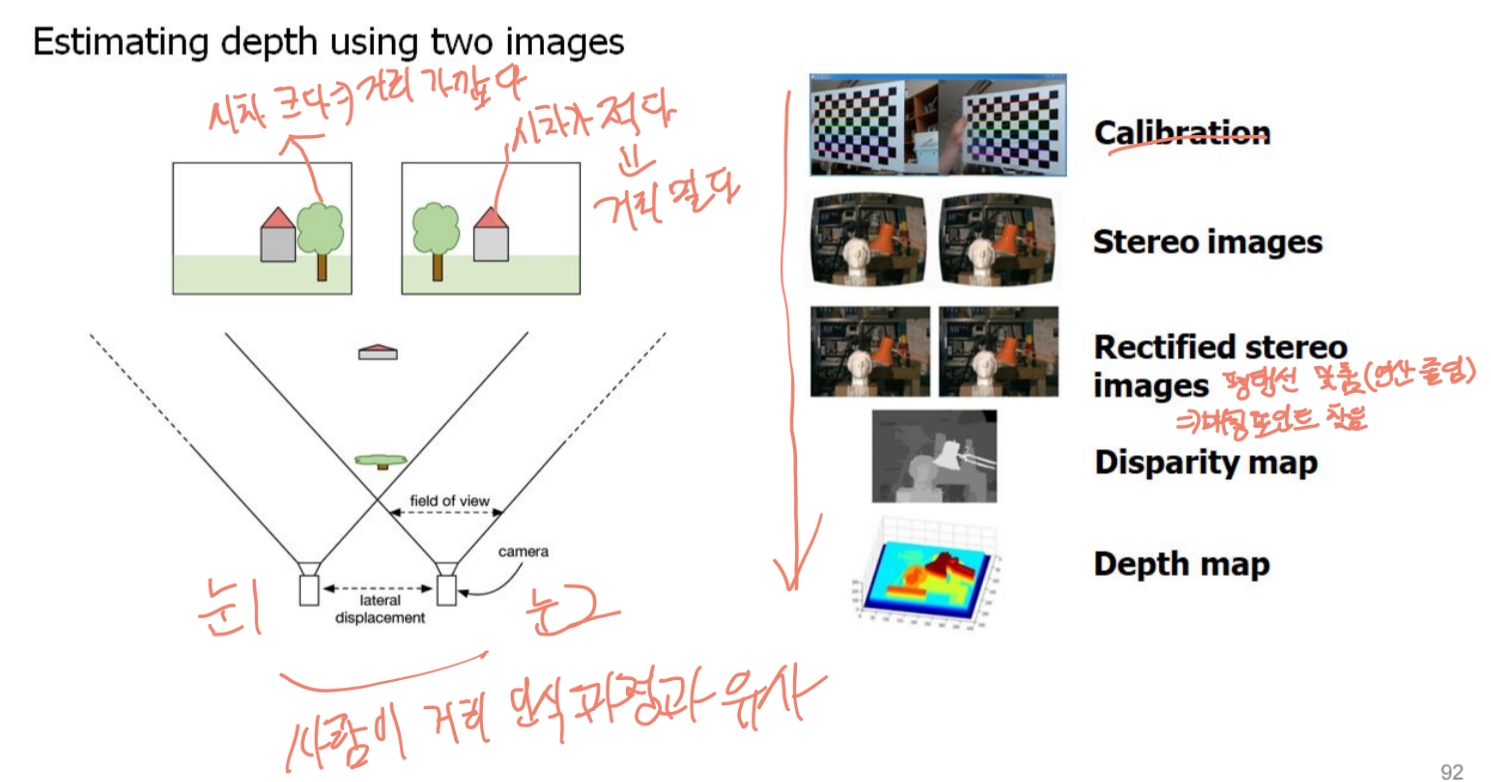 Estimating depth using two images
시차 크다 => 거리 가깝다
시차가 적다
=
거리 멀다
field of view
camera
lateral
displacement
눈1
눈2
사람이 거리 인식 과정과 유사
Calibration
Stereo images
Rectified stereo
images 평행선 맞춤(연산 줄임)
=> 매칭포인트 찾음
Disparity map
Depth map
92